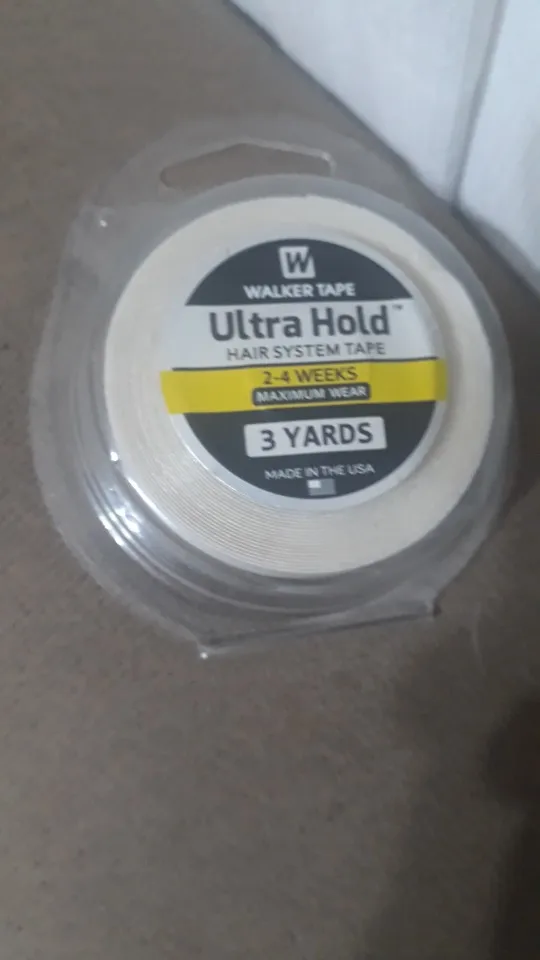 W
WALKER TAPE
Ultra Hold™
HAIR SYSTEM TAPE
2-4 WEEKS
MAXIMUM WEAR
3 YARDS
MADE IN THE USA